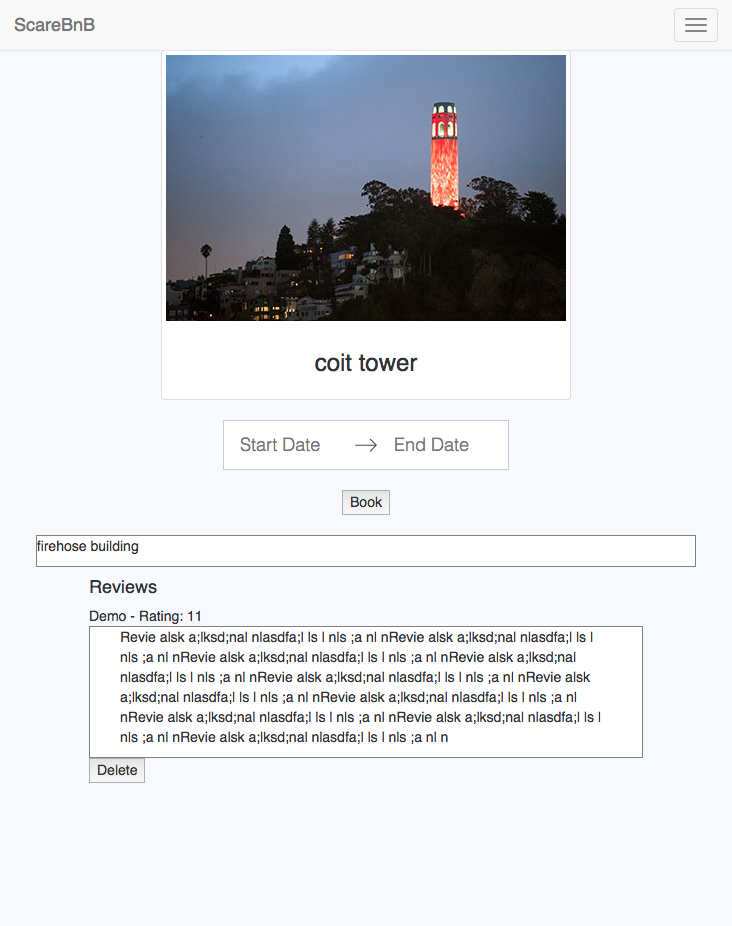 ScareBnB
coit tower
Start Date
End Date
Book
firehose building
Reviews
Demo - Rating: 11
Revie alsk a;lksd;nal nlasdfa;l ls l nls ;a nl nRevie alsk a;lksd;nal nlasdfa;l ls l
nls ;a nl nRevie alsk a;lksd;nal nlasdfa;l ls l nls ;a nl nRevie alsk a;lksd;nal
nlasdfa;l ls l nls ;a nl nRevie alsk a;lksd;nal nlasdfa;l ls l nls ;a nl nRevie alsk
a;lksd;nal nlasdfa;l ls l nls ;a nl nRevie alsk a;lksd;nal nlasdfa;l ls l nls ;a nl
nRevie alsk a;lksd;nal nlasdfa;l ls l nls ;a nl nRevie alsk a;lksd;nal nlasdfa;l ls l
nls ;a nl nRevie alsk a;lksd;nal nlasdfa;l ls l nls ;a nl n
Delete